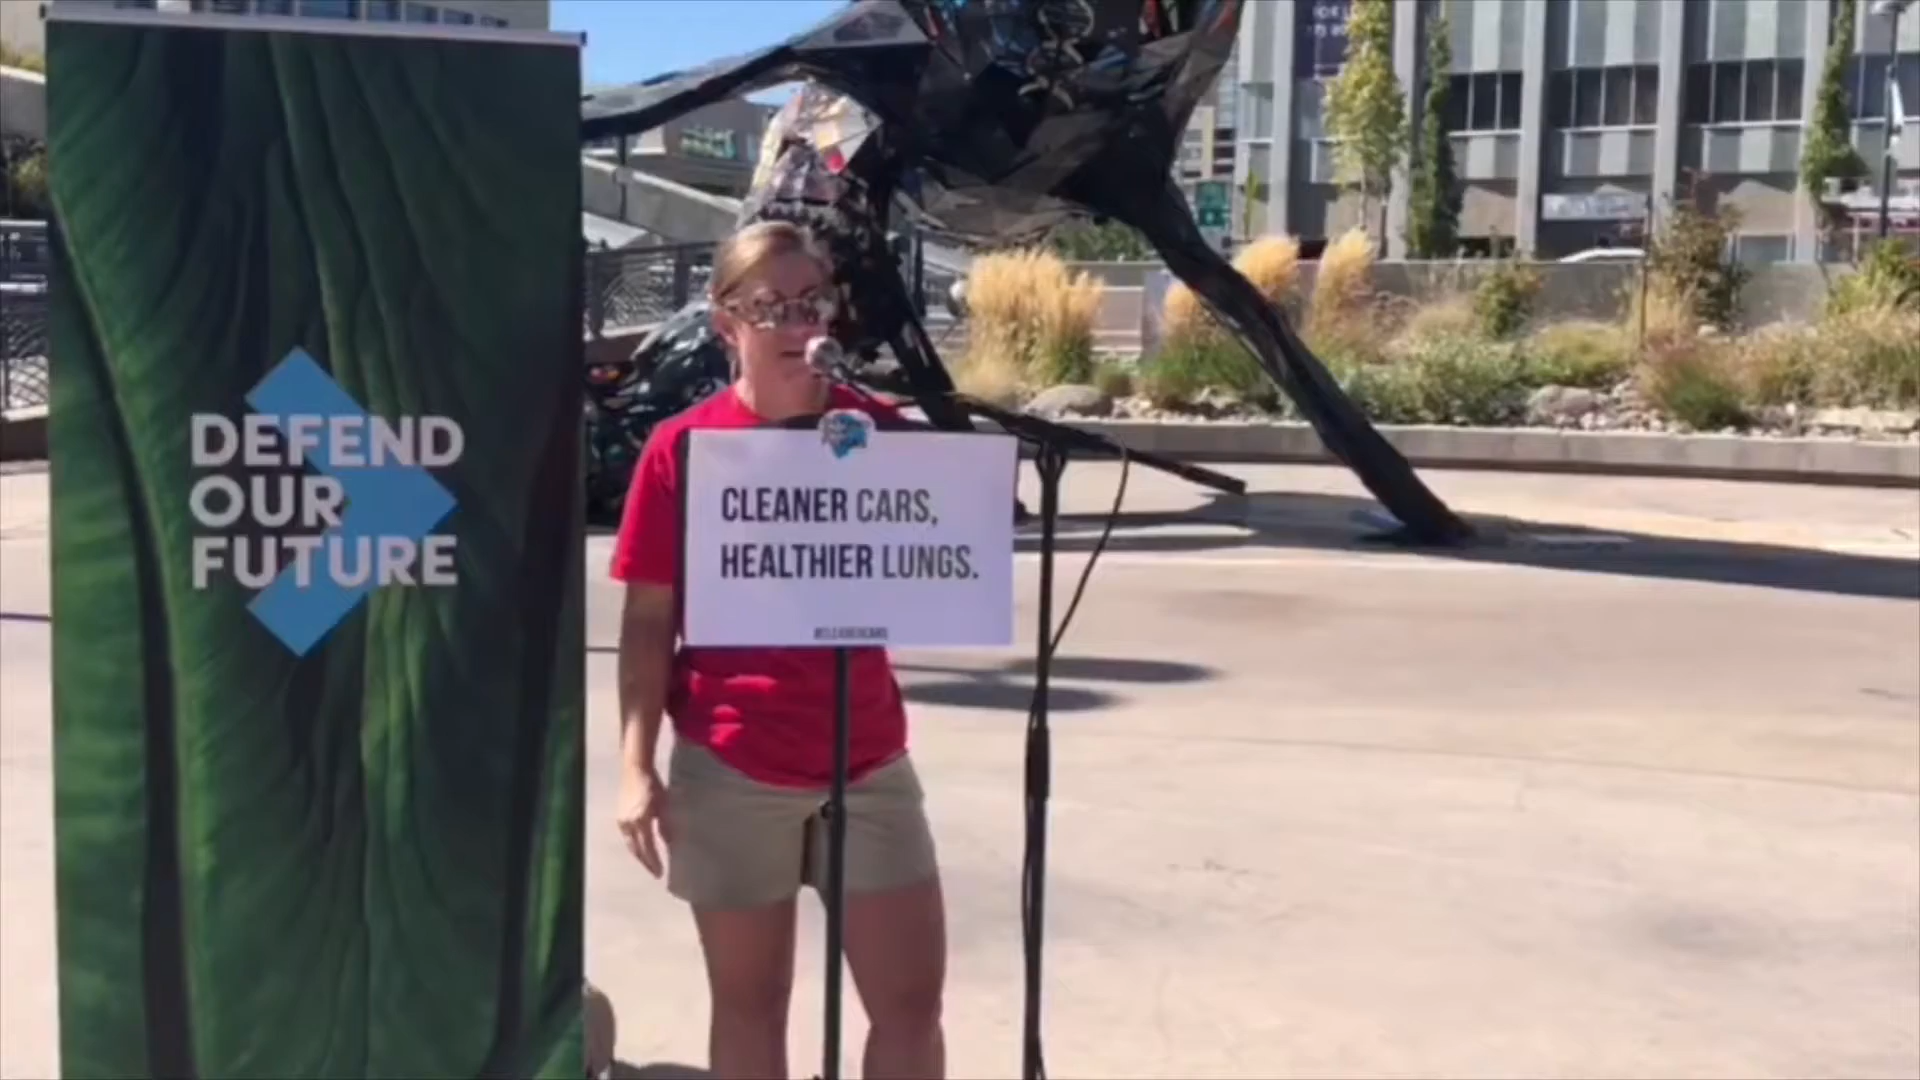 DEFEND
OUR
FUTURE
CLEANER CARS,
HEALTHIER LUNGS.